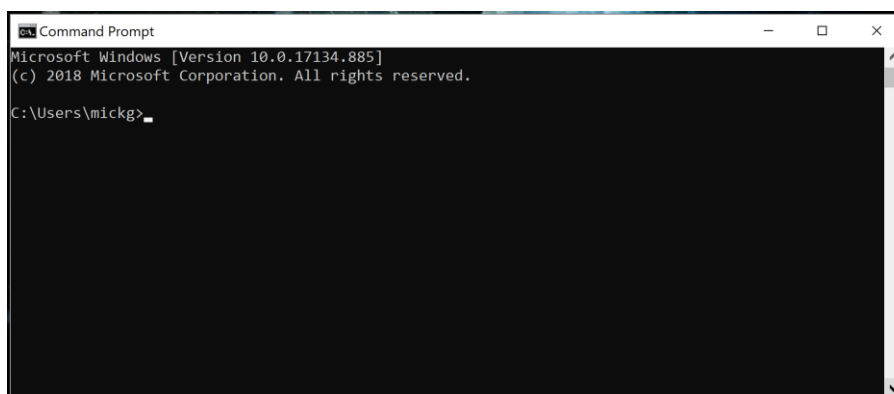 Command Prompt
Microsoft Windows [Version 10.0.17134.885]
(c) 2018 Microsoft Corporation. All rights reserved.
C:\Users\mickg>